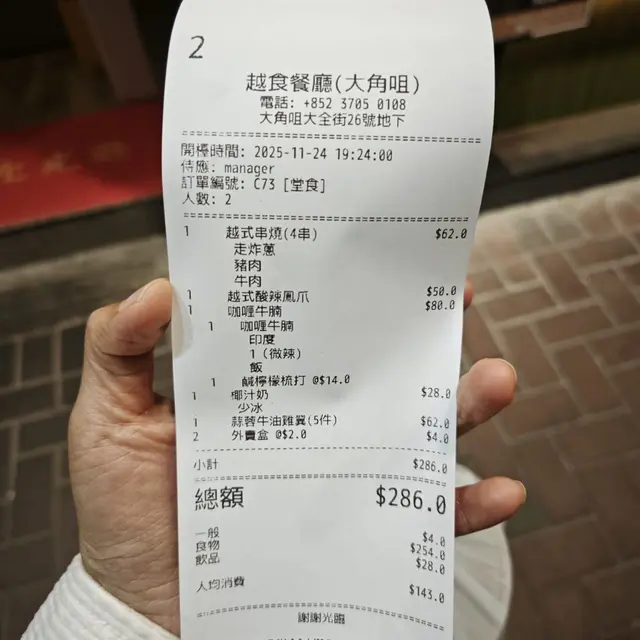 2
越食餐廳(大角咀)
電話: +852 3705 0108
大角咀大全街26號地下
開檯時間: 2025-11-24 19:24:00
侍應: manager
訂單編號: C73 [堂食]
人數: 2
1 越式串燒(4串) $62.0
走炸蔥
豬肉
牛肉
1 越式酸辣鳳爪 $50.0
1 咖喱牛腩 $80.0
1 咖喱牛腩
印度
1 (微辣)
飯
1 鹹檸檬梳打 @$14.0
1 椰汁奶 $28.0
少冰
1 蒜蓉牛油雞翼(5件) $62.0
2 外賣盒 @$2.0 $4.0
小計 $286.0
總額 $286.0
一般 $4.0
食物 $254.0
飲品 $28.0
人均消費 $143.0
謝謝光臨